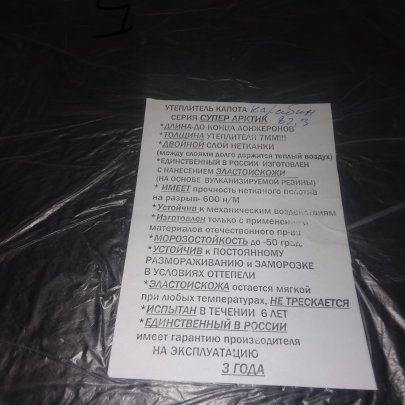 УТЕПЛИТЕЛЬ КАПОТА
СЕРИЯ СУПЕР АРКТИК
*ДЛИНА-ДО КОНЦА ЛОНЖЕРОНОВ
*ТОЛЩИНА УТЕПЛИТЕЛЯ 7ММ!!!
*ДВОЙНОЙ СЛОЙ НЕТКАНКИ
(между слоями долго держится теплый воздух)
*ЕДИНСТВЕННЫЙ В РОССИИ ИЗГОТОВЛЕН
С НАНЕСЕНИЕМ ЭЛАСТОИСКОЖИ
(НА ОСНОВЕ ВУЛКАНИЗИРУЕМОЙ РЕЗИНЫ)
* ИМЕЕТ прочность нетканого полотна
на разрыв- 600 н/М
*Устойчив к механическим воздействиям
*Изготовлен только с применением
материалов отечественного пр-ва
*МОРОЗОСТОЙКОСТЬ до -50 град.
*УСТОЙЧИВ К ПОСТОЯННОМУ
РАЗМОРАЖИВАНИЮ и ЗАМОРОЗКЕ
В УСЛОВИЯХ ОТТЕПЕЛИ
*ЭЛАСТОИСКОЖА остается мягкой
при любых температурах, НЕ ТРЕСКАЕТСЯ
*ИСПЫТАН В ТЕЧЕНИИ 6 ЛЕТ
*ЕДИНСТВЕННЫЙ В РОССИИ
имеет гарантию производителя
НА ЭКСПЛУАТАЦИЮ
3 ГОДА